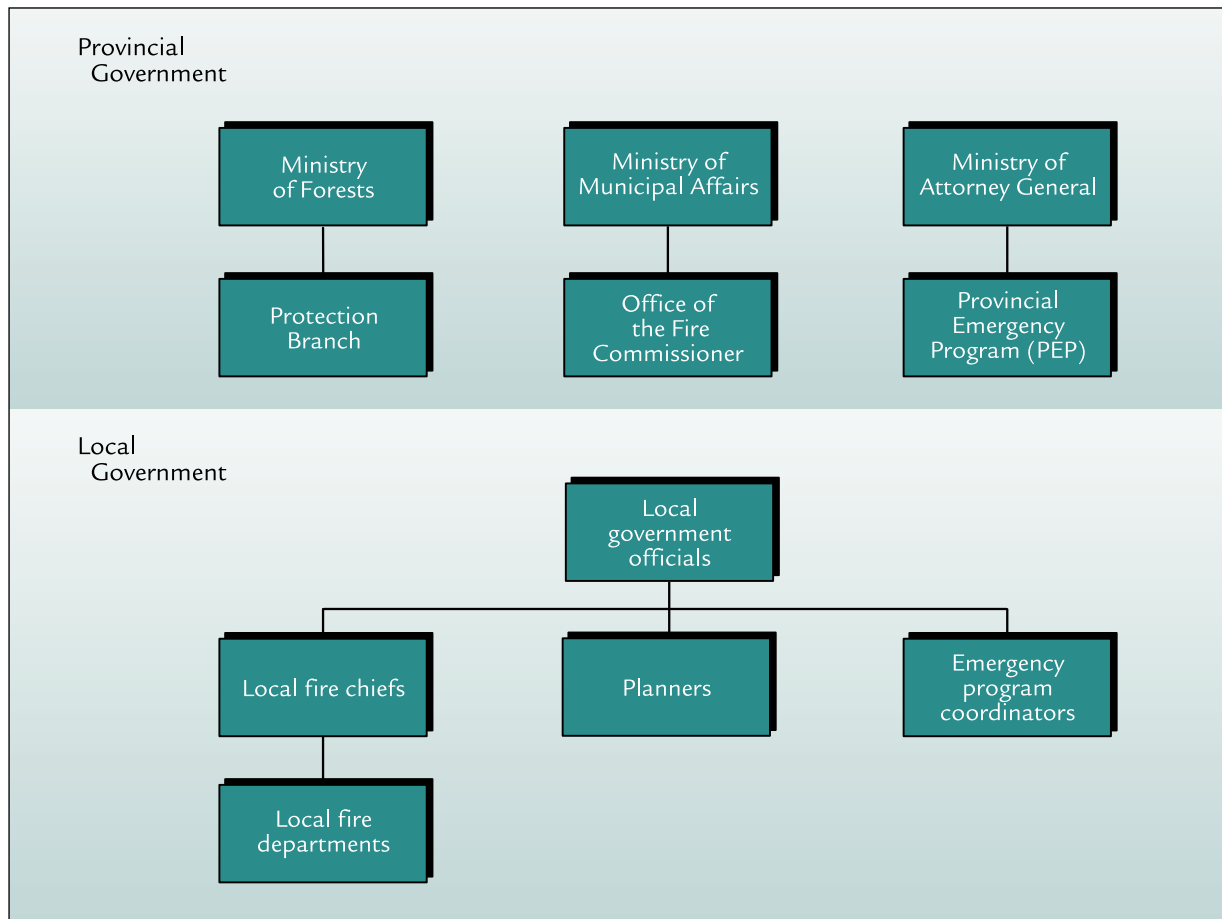 Provincial
Government
Ministry
of Forests
Ministry of
Municipal Affairs
Ministry of
Attorney General
Protection
Branch
Office of
the Fire
Commissioner
Provincial
Emergency
Program (PEP)
Local
Government
Local
government
officials
Local fire chiefs
Planners
Emergency
program
coordinators
Local fire
departments